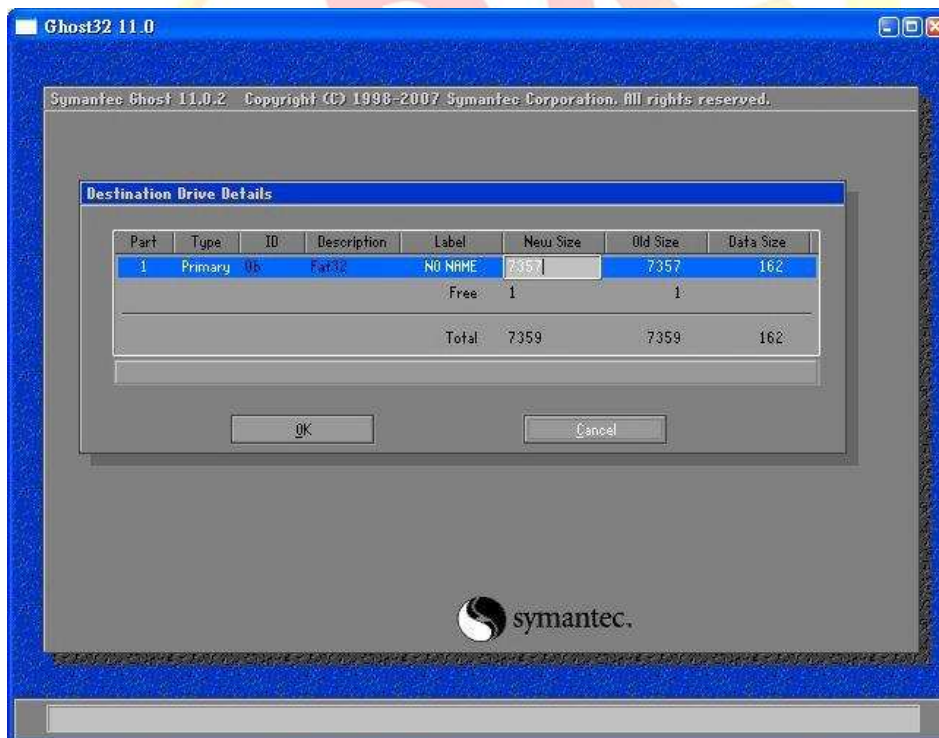 Ghost32 11.0
Symantec Ghost 11.0.2 Copyright (C) 1998-2007 Symantec Corporation. All rights reserved.
Destination Drive Details
Part Type ID Description Label New Size Old Size Data Size
1 Primary 0b Fat32 NO NAME 7357 7357 162
Free 1 1
Total 7359 7359 162
OK Cancel
symantec.